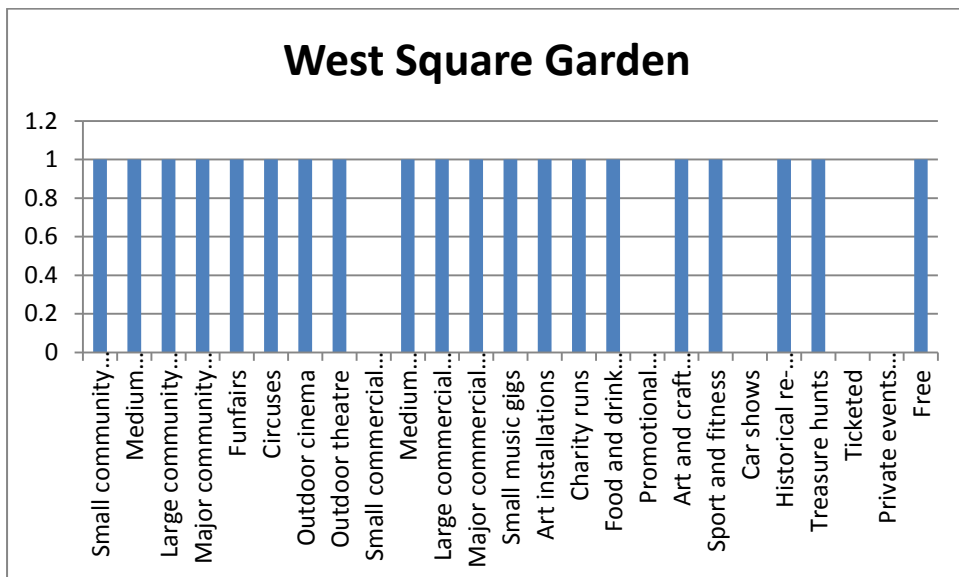 West Square Garden
1.2
1
0.8
0.6
0.4
0.2
0
Small community…
Medium…
Large community…
Major community…
Funfairs
Circuses
Outdoor cinema
Outdoor theatre
Small commercial…
Medium…
Large commercial…
Major commercial…
Small music gigs
Art installations
Charity runs
Food and drink…
Promotional…
Art and craft…
Sport and fitness
Car shows
Historical re-…
Treasure hunts
Ticketed
Private events…
Free